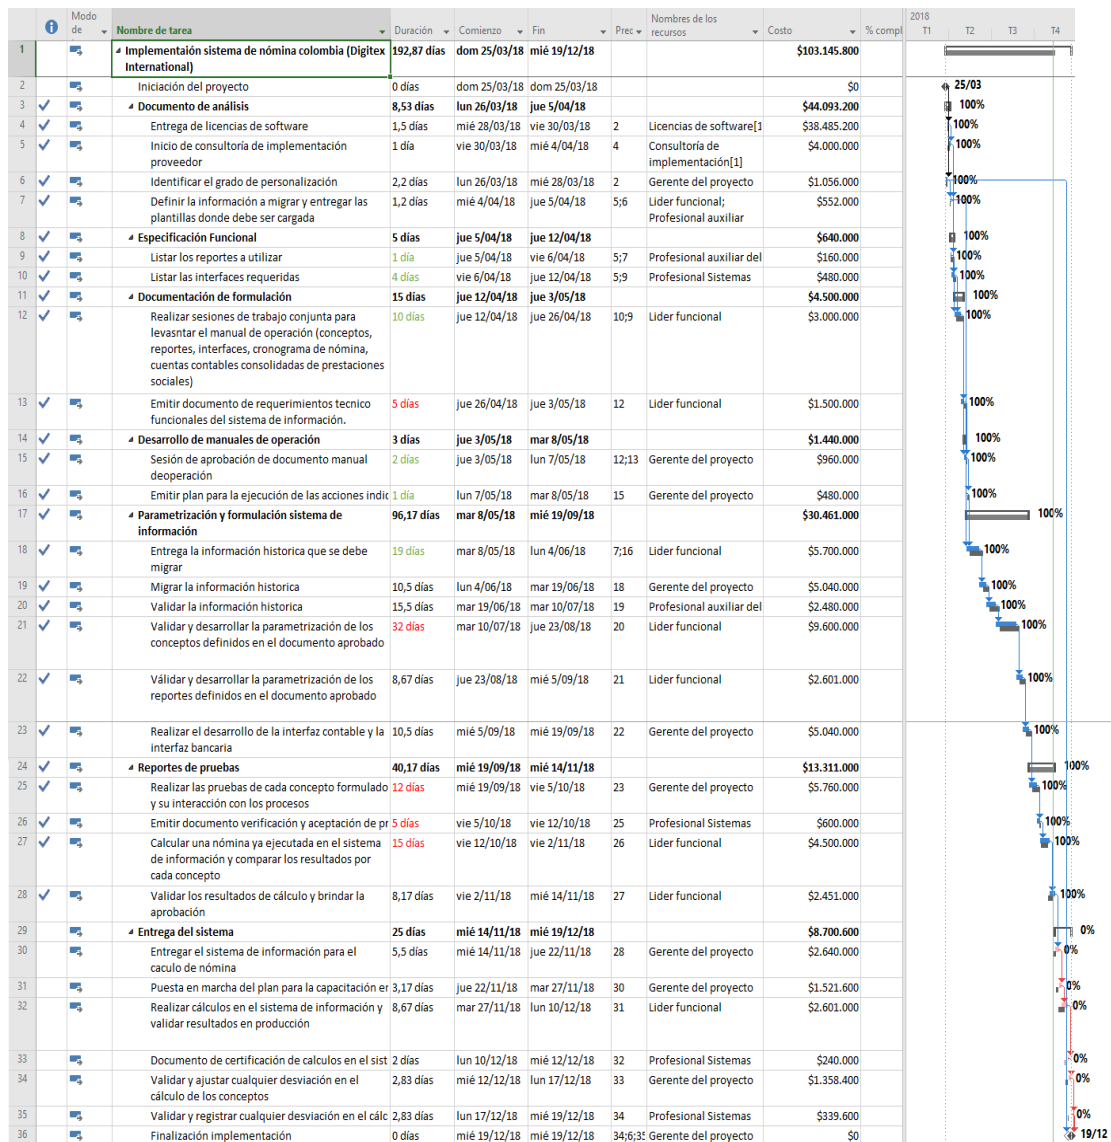 Modo de Nombre de tarea Duración Comienzo Fin Prec Nombres de los recursos Costo % compl
2018
T1 T2 T3 T4
1 Implementaión sistema de nómina colombia (Digitex 192,87 días dom 25/03/18 mié 19/12/18 $103.145.800
International)
2 Iniciación del proyecto 0 días dom 25/03/18 dom 25/03/18 $0 25/03
3 Documento de análisis 8,53 días lun 26/03/18 jue 5/04/18 $44.093.200 100%
4 Entrega de licencias de software 1,5 días mié 28/03/18 vie 30/03/18 2 Licencias de software[1 $38.485.200 100%
5 Inicio de consultoría de implementación 1 día vie 30/03/18 mié 4/04/18 4 Consultoría de $4.000.000 100%
proveedor implementación[1]
6 Identificar el grado de personalización 2,2 días lun 26/03/18 mié 28/03/18 2 Gerente del proyecto $1.056.000 100%
7 Definir la información a migrar y entregar las 1,2 días mié 4/04/18 jue 5/04/18 5;6 Lider funcional; $552.000 100%
plantillas donde debe ser cargada Profesional auxiliar
8 Especificación Funcional 5 días jue 5/04/18 jue 12/04/18 $640.000 100%
9 Listar los reportes a utilizar 1 día jue 5/04/18 vie 6/04/18 5;7 Profesional auxiliar del $160.000 100%
10 Listar las interfaces requeridas 4 días vie 6/04/18 jue 12/04/18 5;9 Profesional Sistemas $480.000 100%
11 Documentación de formulación 15 días jue 12/04/18 jue 3/05/18 $4.500.000 100%
12 Realizar sesiones de trabajo conjunta para 10 días jue 12/04/18 jue 26/04/18 10;9 Lider funcional $3.000.000 100%
levasntar el manual de operación (conceptos,
reportes, interfaces, cronograma de nómina,
cuentas contables consolidadas de prestaciones
sociales)
13 Emitir documento de requerimientos tecnico 5 días jue 26/04/18 jue 3/05/18 12 Lider funcional $1.500.000 100%
funcionales del sistema de información.
14 Desarrollo de manuales de operación 3 días jue 3/05/18 mar 8/05/18 $1.440.000 100%
15 Sesión de aprobación de documento manual 2 días jue 3/05/18 lun 7/05/18 12;13 Gerente del proyecto $960.000 100%
deoperación
16 Emitir plan para la ejecución de las acciones indic 1 día lun 7/05/18 mar 8/05/18 15 Gerente del proyecto $480.000 100%
17 Parametrización y formulación sistema de 96,17 días mar 8/05/18 mié 19/09/18 $30.461.000 100%
información
18 Entrega la información historica que se debe 19 días mar 8/05/18 lun 4/06/18 7;16 Lider funcional $5.700.000 100%
migrar
19 Migrar la información historica 10,5 días lun 4/06/18 mar 19/06/18 18 Gerente del proyecto $5.040.000 100%
20 Validar la información historica 15,5 días mar 19/06/18 mar 10/07/18 19 Profesional auxiliar del $2.480.000 100%
21 Validar y desarrollar la parametrización de los 32 días mar 10/07/18 jue 23/08/18 20 Lider funcional $9.600.000 100%
conceptos definidos en el documento aprobado
22 Válidar y desarrollar la parametrización de los 8,67 días jue 23/08/18 mié 5/09/18 21 Lider funcional $2.601.000 100%
reportes definidos en el documento aprobado
23 Realizar el desarrollo de la interfaz contable y la 10,5 días mié 5/09/18 mié 19/09/18 22 Gerente del proyecto $5.040.000 100%
interfaz bancaria
24 Reportes de pruebas 40,17 días mié 19/09/18 mié 14/11/18 $13.311.000 100%
25 Realizar las pruebas de cada concepto formulado 12 días mié 19/09/18 vie 5/10/18 23 Gerente del proyecto $5.760.000 100%
y su interacción con los procesos
26 Emitir documento verificación y aceptación de pr 5 días vie 5/10/18 vie 12/10/18 25 Profesional Sistemas $600.000 100%
27 Calcular una nómina ya ejecutada en el sistema 15 días vie 12/10/18 vie 2/11/18 26 Lider funcional $4.500.000 100%
de información y comparar los resultados por
cada concepto
28 Validar los resultados de cálculo y brindar la 8,17 días vie 2/11/18 mié 14/11/18 27 Lider funcional $2.451.000 100%
aprobación
29 Entrega del sistema 25 días mié 14/11/18 mié 19/12/18 $8.700.600 0%
30 Entregar el sistema de información para el 5,5 días mié 14/11/18 jue 22/11/18 28 Gerente del proyecto $2.640.000 0%
caculo de nómina
31 Puesta en marcha del plan para la capacitación er 3,17 días jue 22/11/18 mar 27/11/18 30 Gerente del proyecto $1.521.600 0%
32 Realizar cálculos en el sistema de información y 8,67 días mar 27/11/18 lun 10/12/18 31 Lider funcional $2.601.000 0%
validar resultados en producción
33 Documento de certificación de calculos en el sist 2 días lun 10/12/18 mié 12/12/18 32 Profesional Sistemas $240.000 0%
34 Validar y ajustar cualquier desviación en el 2,83 días mié 12/12/18 lun 17/12/18 33 Gerente del proyecto $1.358.400 0%
cálculo de los conceptos
35 Validar y registrar cualquier desviación en el cálc 2,83 días lun 17/12/18 mié 19/12/18 34 Profesional Sistemas $339.600 0%
36 Finalización implementación 0 días mié 19/12/18 mié 19/12/18 34;6;35 Gerente del proyecto $0 19/12